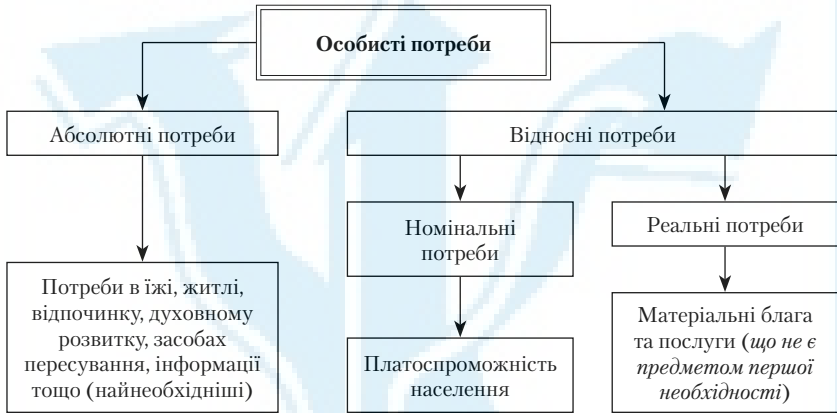 Особисті потреби
Абсолютні потреби
Відносні потреби
Номінальні
потреби
Реальні потреби
Потреби в їжі, житлі,
відпочинку, духовному
розвитку, засобах
пересування, інформації
тощо (найнеобхідніші)
Платоспроможність
населення
Матеріальні блага
та послуги (що не є
предметом першої
необхідності)